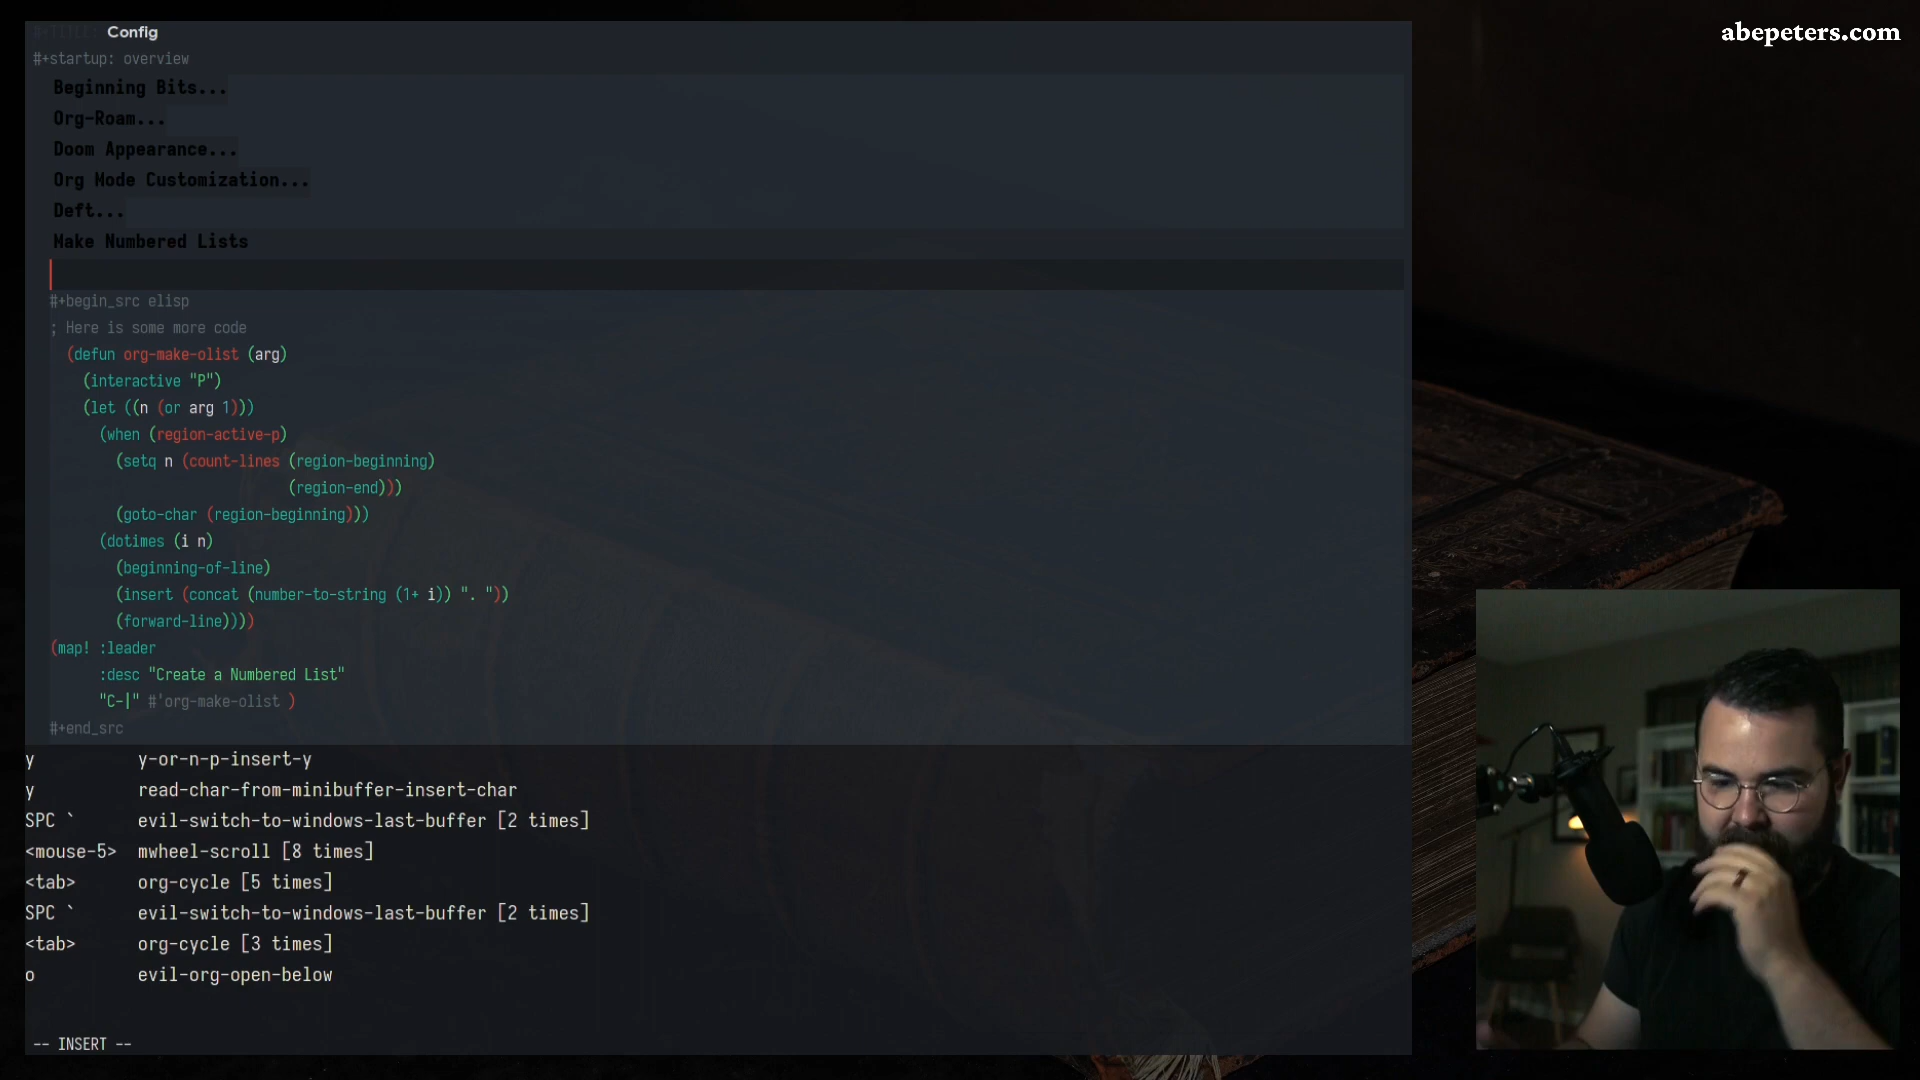 #+TITLE: Config
abepeters.com
#+startup: overview
Beginning Bits...
Org-Roam...
Doom Appearance...
Org Mode Customization...
Deft...
Make Numbered Lists
#+begin_src elisp
; Here is some more code
(defun org-make-olist (arg)
(interactive "P")
(let ((n (or arg 1)))
(when (region-active-p)
(setq n (count-lines (region-beginning)
(region-end)))
(goto-char (region-beginning)))
(dotimes (i n)
(beginning-of-line)
(insert (concat (number-to-string (1+ i)) ". "))
(forward-line))))
(map! :leader
:desc "Create a Numbered List"
"C-|" #'org-make-olist )
#+end_src
y y-or-n-p-insert-y
y read-char-from-minibuffer-insert-char
SPC ` evil-switch-to-windows-last-buffer [2 times]
<mouse-5> mwheel-scroll [8 times]
<tab> org-cycle [5 times]
SPC ` evil-switch-to-windows-last-buffer [2 times]
<tab> org-cycle [3 times]
o evil-org-open-below
-- INSERT --